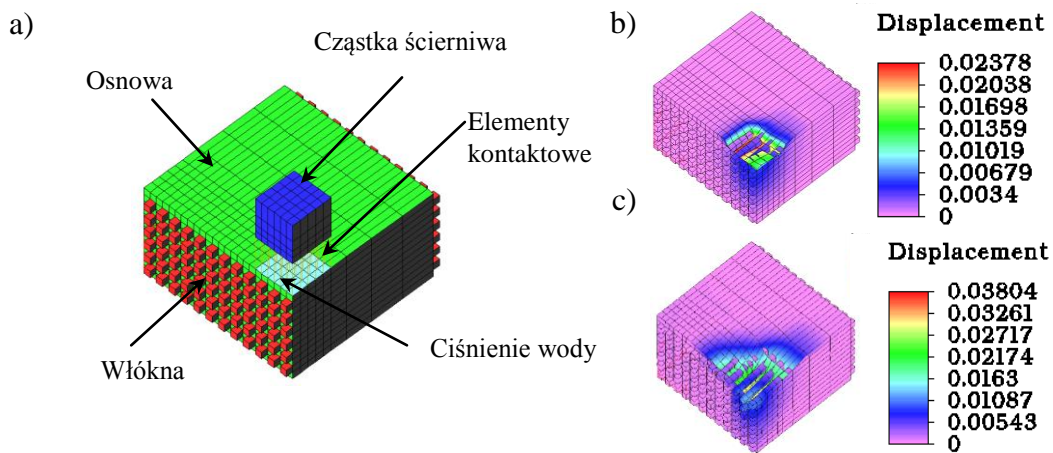 a)
Cząstka ścierniwa
Osnowa
Elementy
kontaktowe
Włókna
Ciśnienie wody
b)
Displacement
0.02378
0.02038
0.01698
0.01359
0.01019
0.00679
0.0034
0
c)
Displacement
0.03804
0.03261
0.02717
0.02174
0.0163
0.01087
0.00543
0